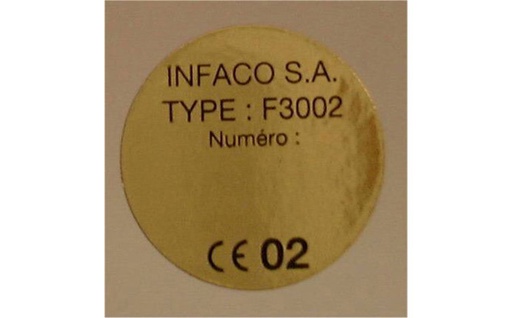 INFACO S.A.
TYPE : F3002
Numéro :
CE 02